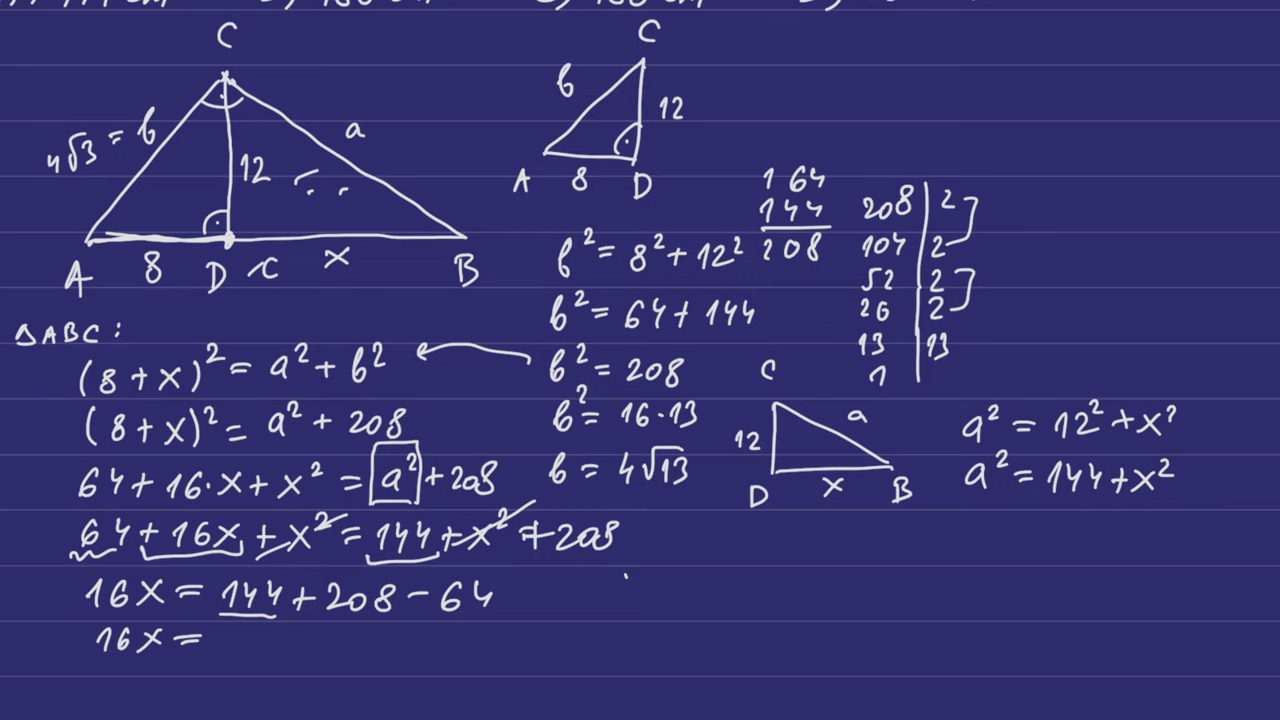 C
4√3 = b
a
12
A 8 D c x B
C
b
12
A 8 D
1 64
144
208
208 | 2
104 | 2
52 | 2
26 | 2
13 | 13
1
b² = 8² + 12²
b² = 64 + 144
b² = 208
b² = 16·13
b = 4√13
C
12
a
D x B
a² = 12² + x²
a² = 144 + x²
△ABC:
(8 + x)² = a² + b²
(8 + x)² = a² + 208
64 + 16·x + x² = a² + 208
64 + 16x + x² = 144 + x² + 208
16x = 144 + 208 - 64
16x =